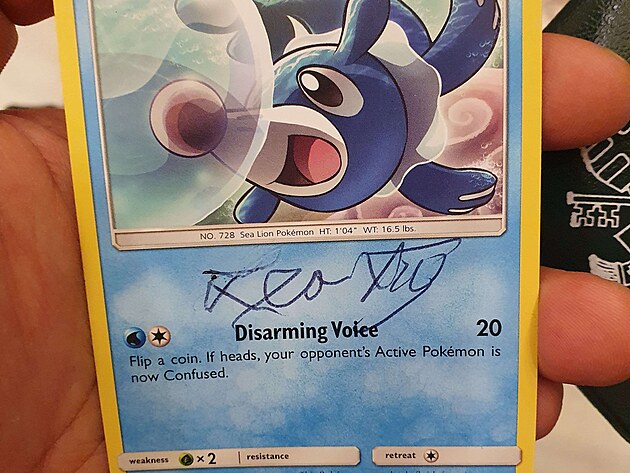 NO. 728 Sea Lion Pokémon HT: 1'04" WT: 16.5 lbs.
Disarming Voice 20
Flip a coin. If heads, your opponent's Active Pokémon is
now Confused.
weakness ×2 resistance retreat